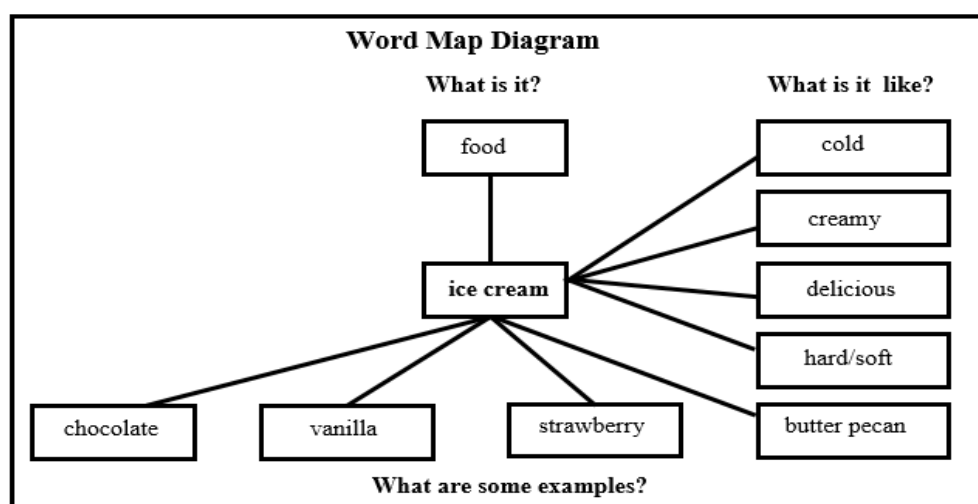 Word Map Diagram
What is it?
What is it like?
food
cold
creamy
ice cream
delicious
hard/soft
chocolate
vanilla
strawberry
butter pecan
What are some examples?